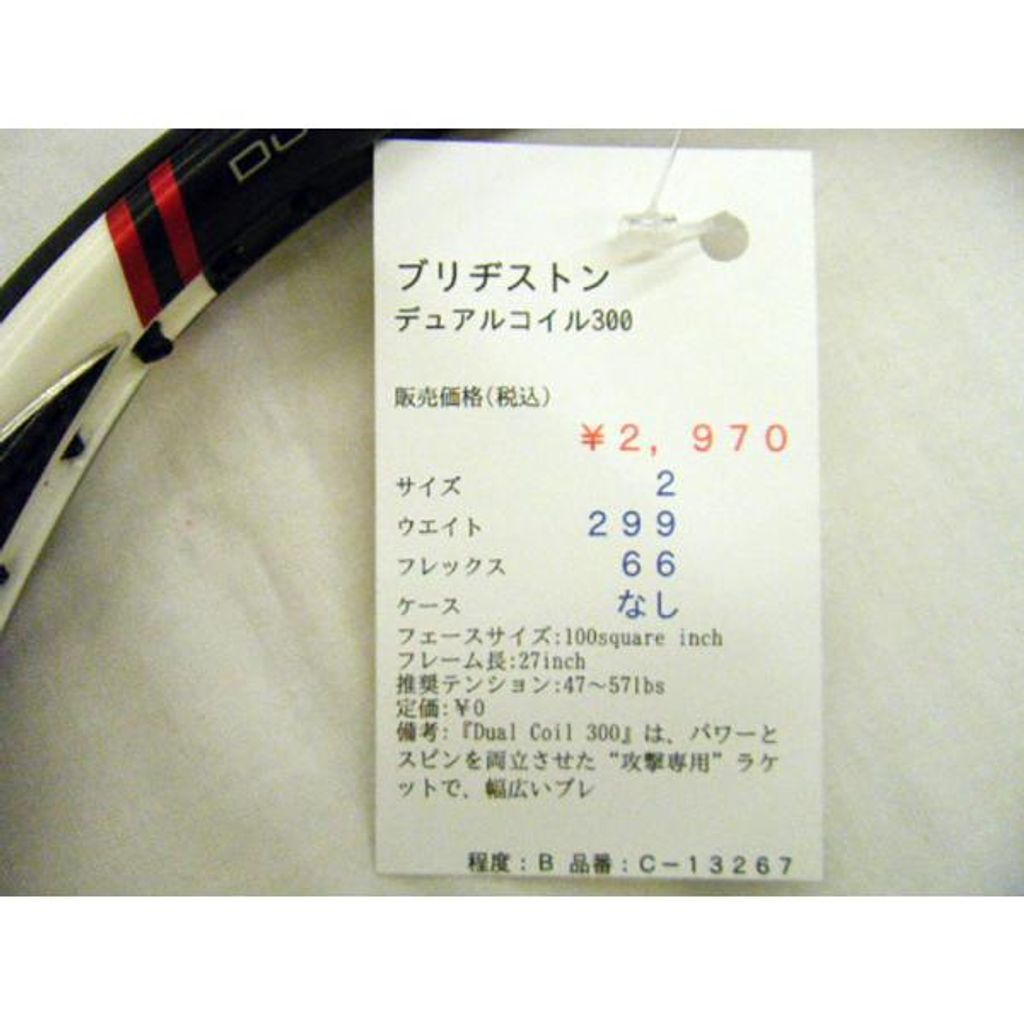 DU
ブリヂストン
デュアルコイル300
販売価格(税込)
¥2,970
サイズ 2
ウエイト 299
フレックス 66
ケース なし
フェースサイズ:100square inch
フレーム長:27inch
推奨テンション:47〜57lbs
定価:¥0
備考:『Dual Coil 300』は、パワーと
スピンを両立させた“攻撃専用”ラケ
ットで、幅広いプレ
程度:B 品番:C−13267